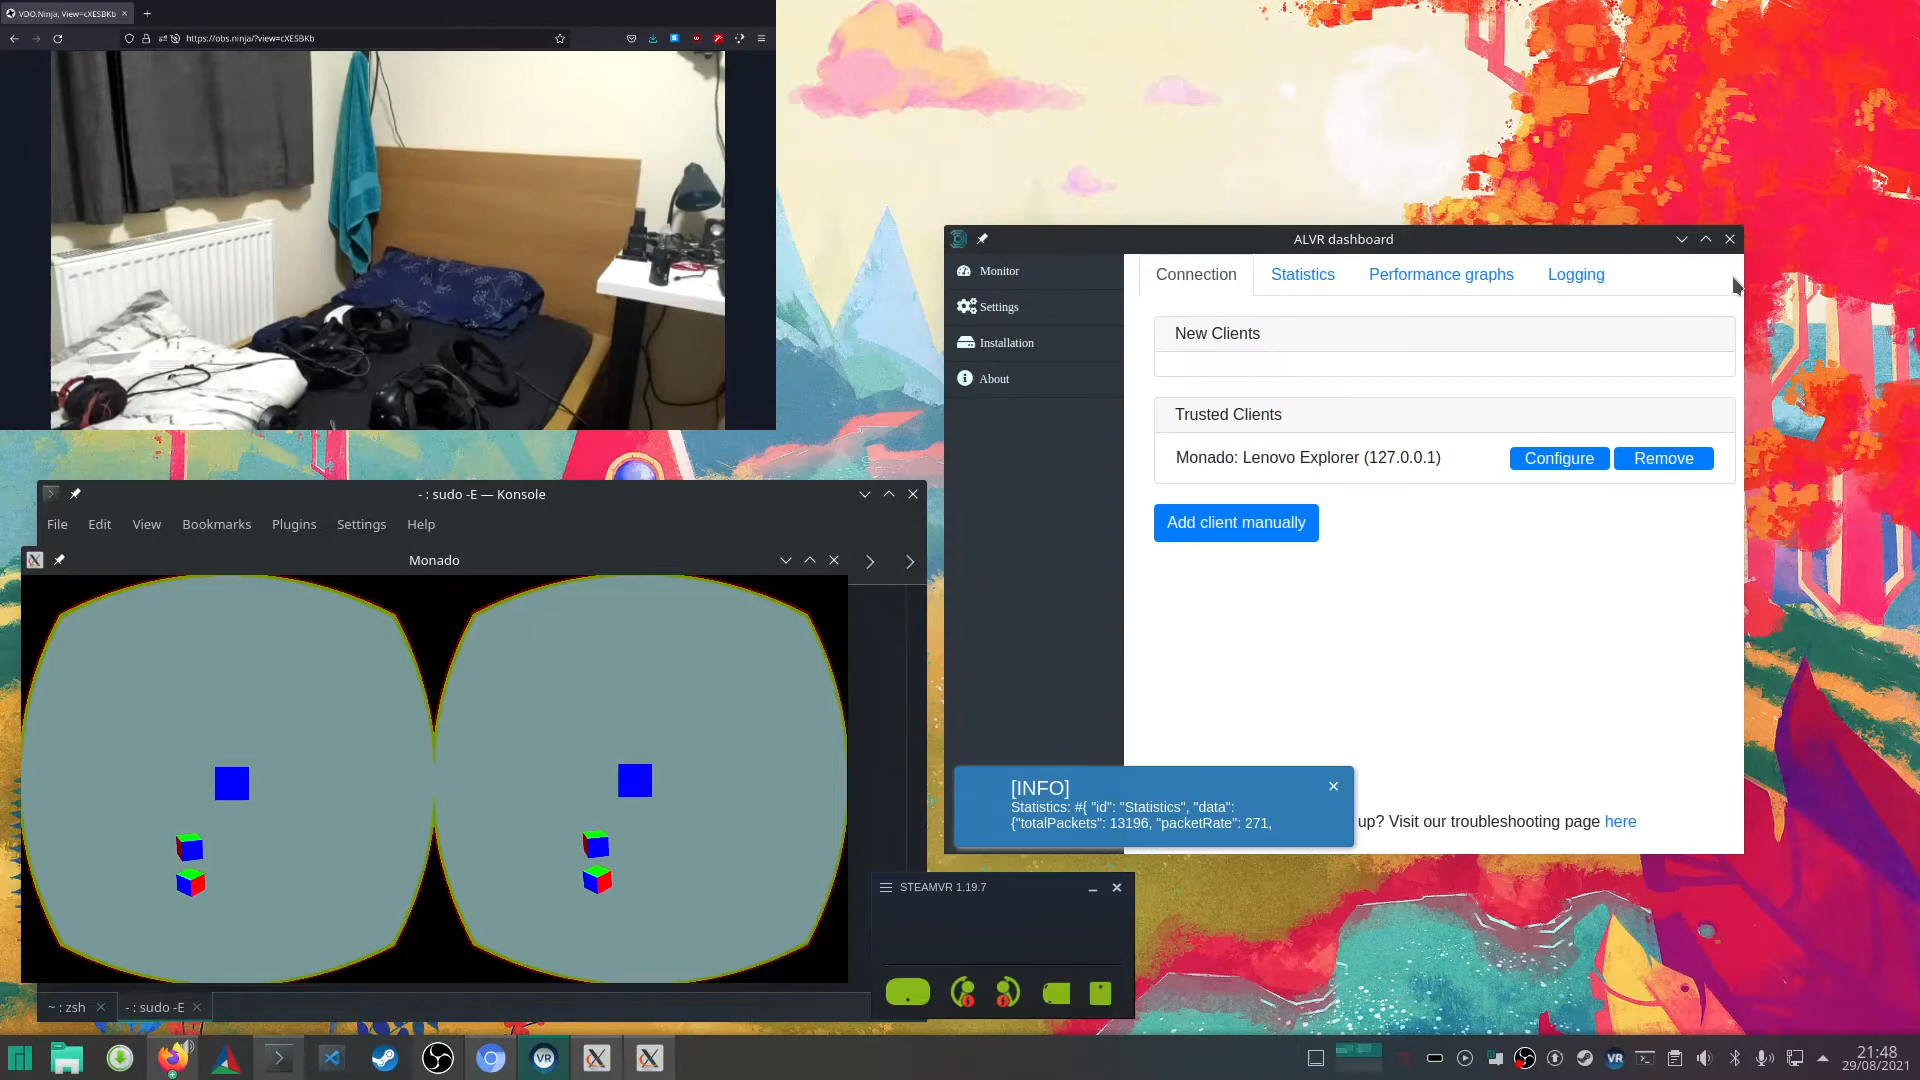 VDO.Ninja, View=cXESBKb
https://obs.ninja/?view=cXESBKb
ALVR dashboard
Monitor
Settings
Installation
About
Connection
Statistics
Performance graphs
Logging
New Clients
Trusted Clients
Monado: Lenovo Explorer (127.0.0.1)
Configure
Remove
Add client manually
[INFO]
Statistics: #{ "id": "Statistics", "data":
{"totalPackets": 13196, "packetRate": 271,
up? Visit our troubleshooting page here
- : sudo -E — Konsole
File Edit View Bookmarks Plugins Settings Help
Monado
~ : zsh
- : sudo -E
STEAMVR 1.19.7
VR
VR
21:48
29/08/2021